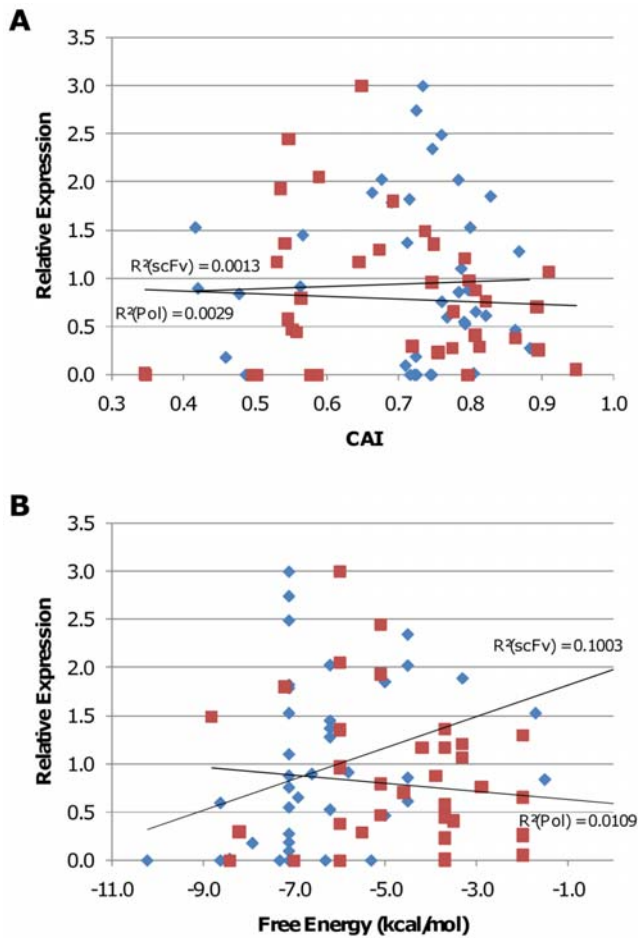 A
3.5
3.0
2.5
2.0
1.5
1.0
0.5
0.0
Relative Expression
R²(scFv) = 0.0013
R²(Pol) = 0.0029
0.3 0.4 0.5 0.6 0.7 0.8 0.9 1.0
CAI
B
3.5
3.0
2.5
2.0
1.5
1.0
0.5
0.0
Relative Expression
R²(scFv) = 0.1003
R²(Pol) = 0.0109
-11.0 -9.0 -7.0 -5.0 -3.0 -1.0
Free Energy (kcal/mol)